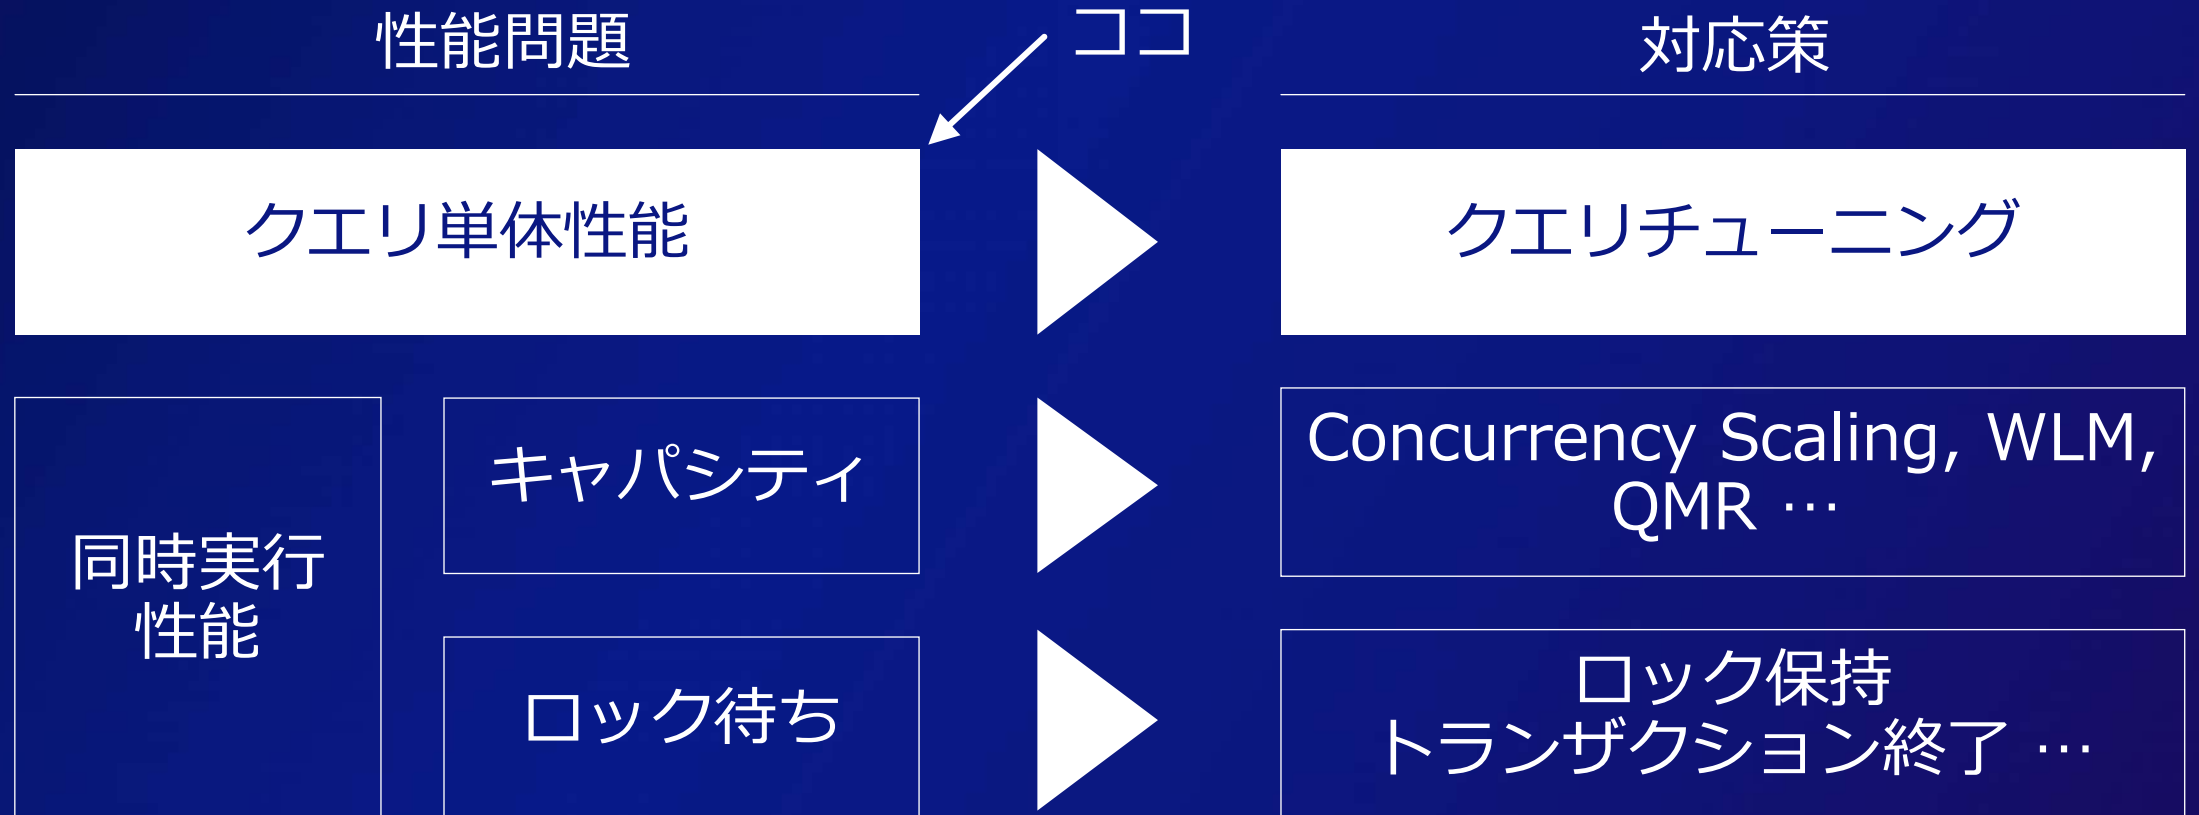 性能問題
ココ
対応策
クエリ単体性能
クエリチューニング
同時実行
性能
キャパシティ
Concurrency Scaling, WLM,
QMR …
ロック待ち
ロック保持
トランザクション終了 …